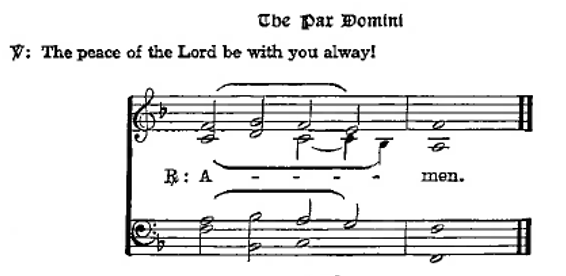 The Pax Domini
℣: The peace of the Lord be with you alway!
℟: A - - - - men.